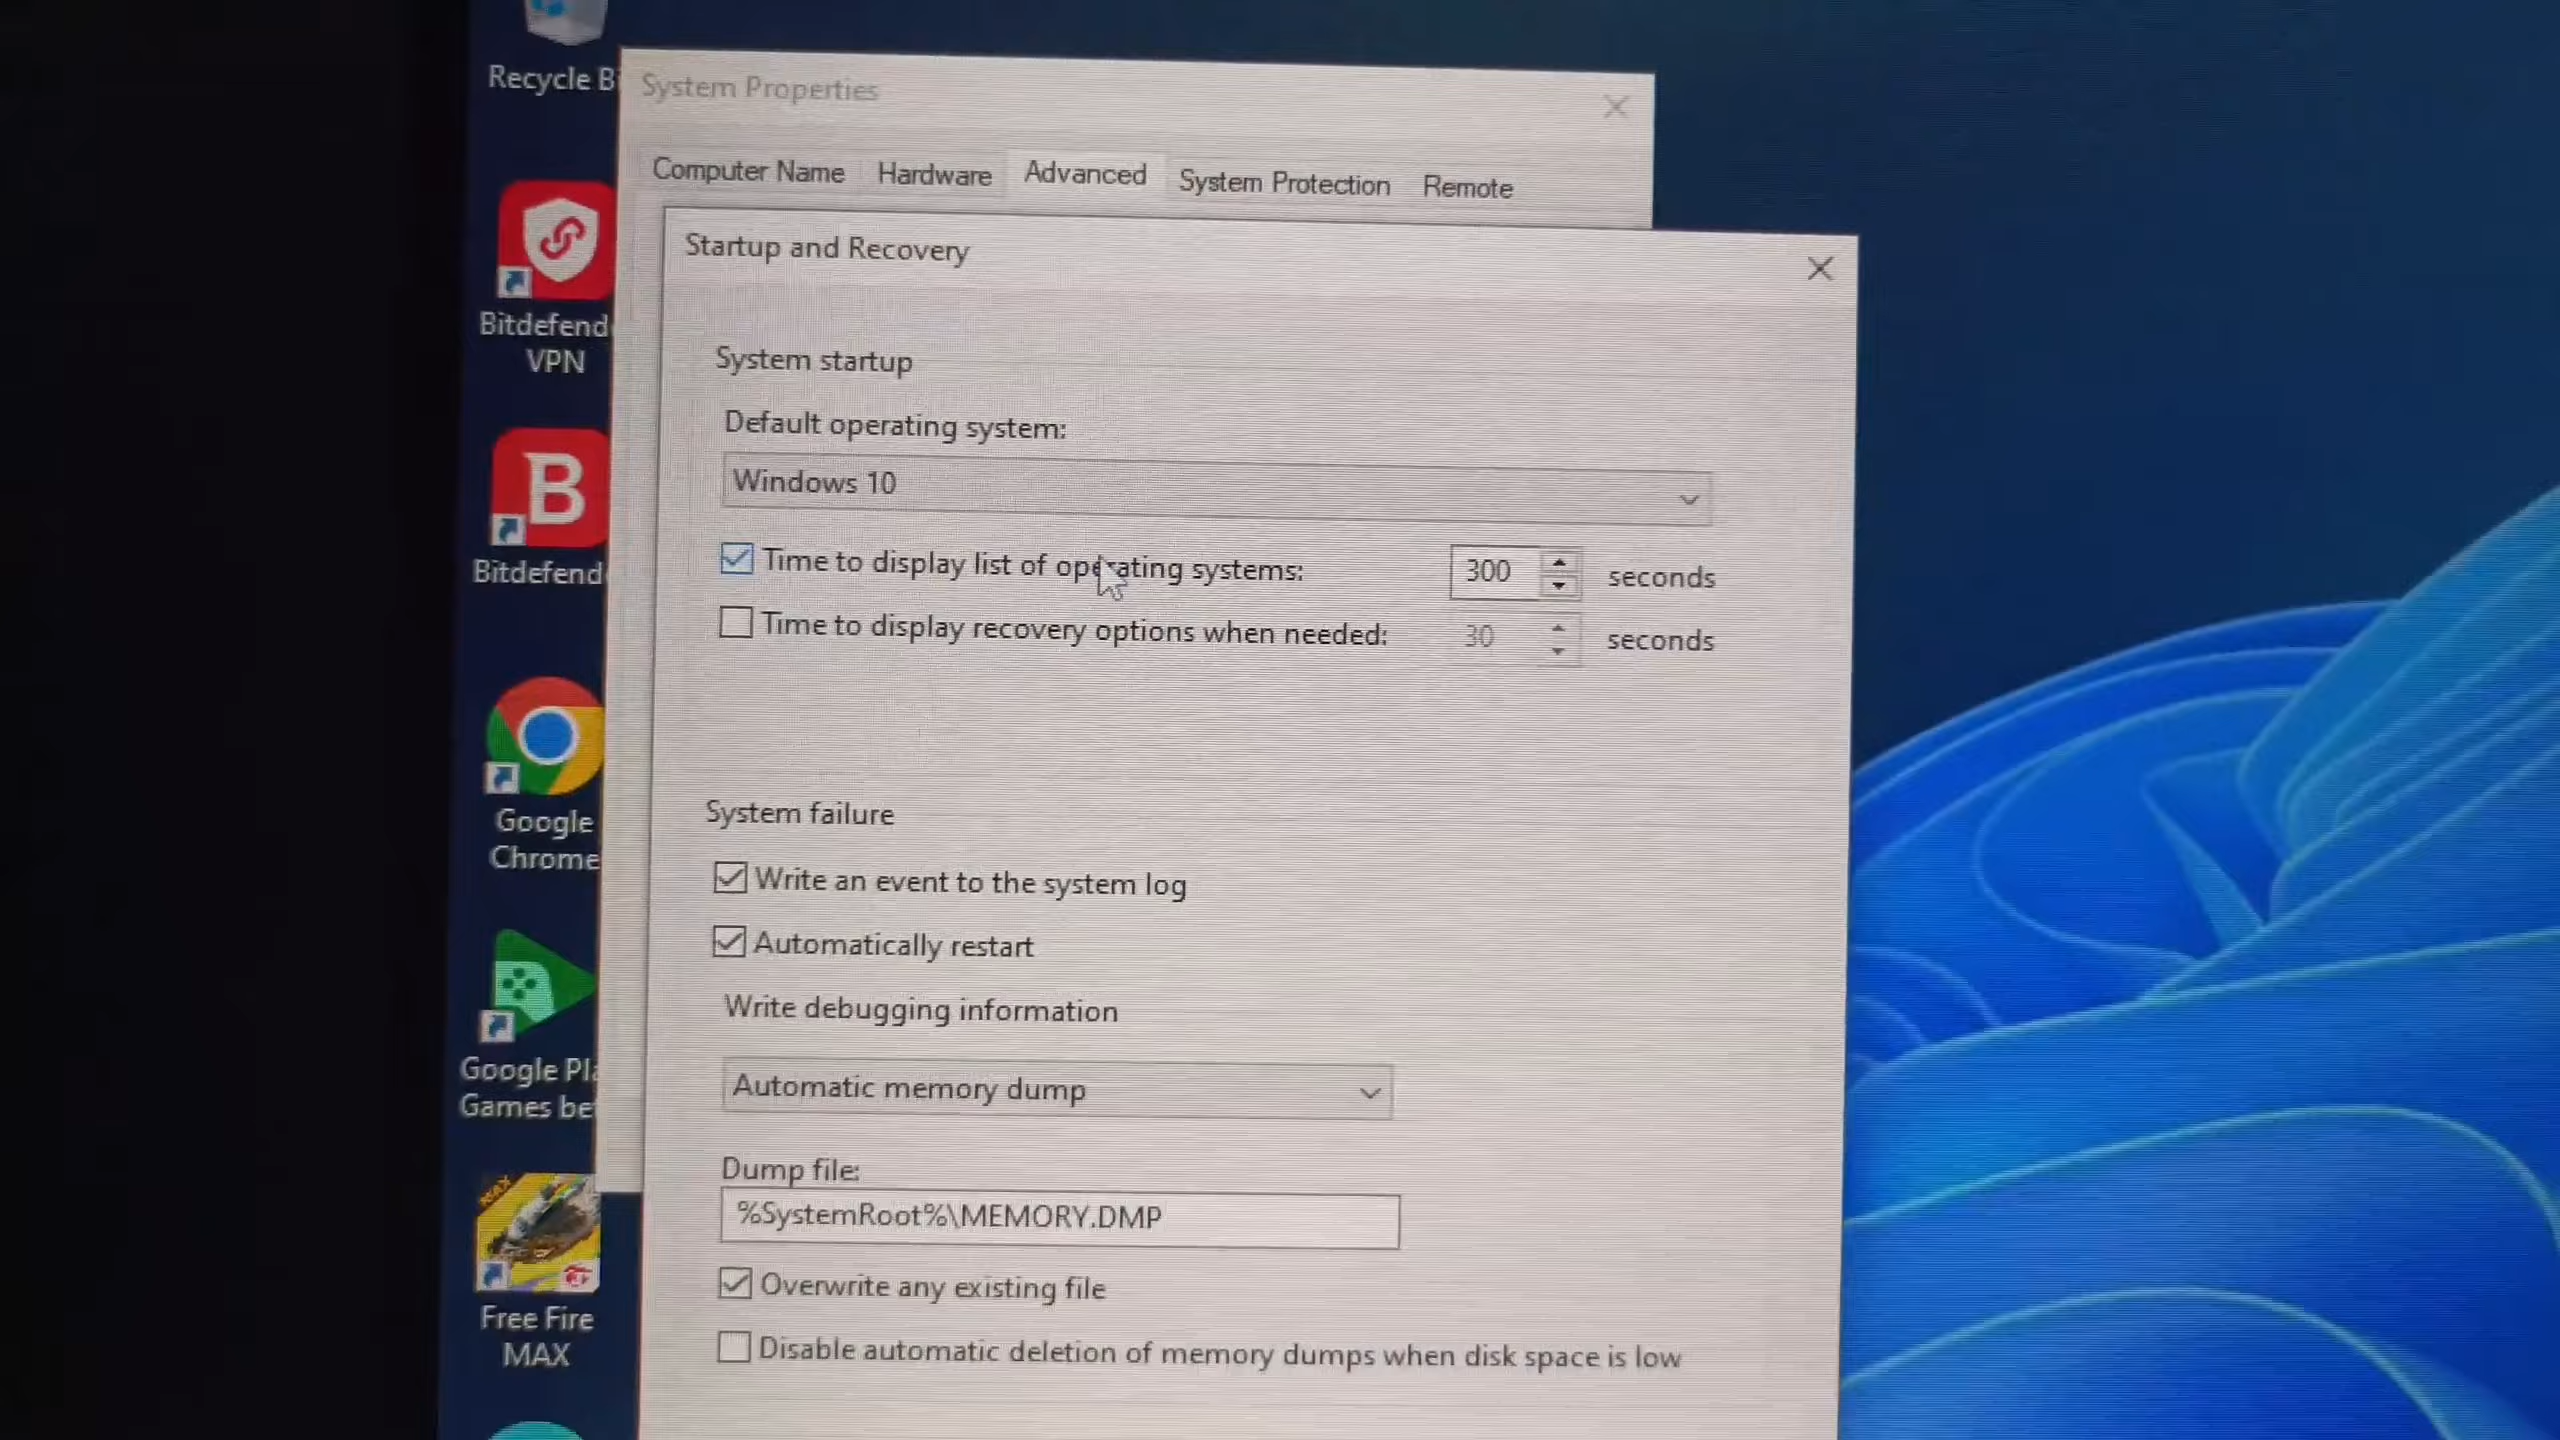 Recycle Bi
System Properties
Computer Name
Hardware
Advanced
System Protection
Remote
Startup and Recovery
System startup
Default operating system:
Windows 10
Time to display list of operating systems:
300
seconds
Time to display recovery options when needed:
30
seconds
System failure
Write an event to the system log
Automatically restart
Write debugging information
Automatic memory dump
Dump file:
%SystemRoot%\MEMORY.DMP
Overwrite any existing file
Disable automatic deletion of memory dumps when disk space is low
Bitdefend
VPN
B
Bitdefend
Google
Chrome
Google Pla
Games be
MAX
Free Fire
MAX